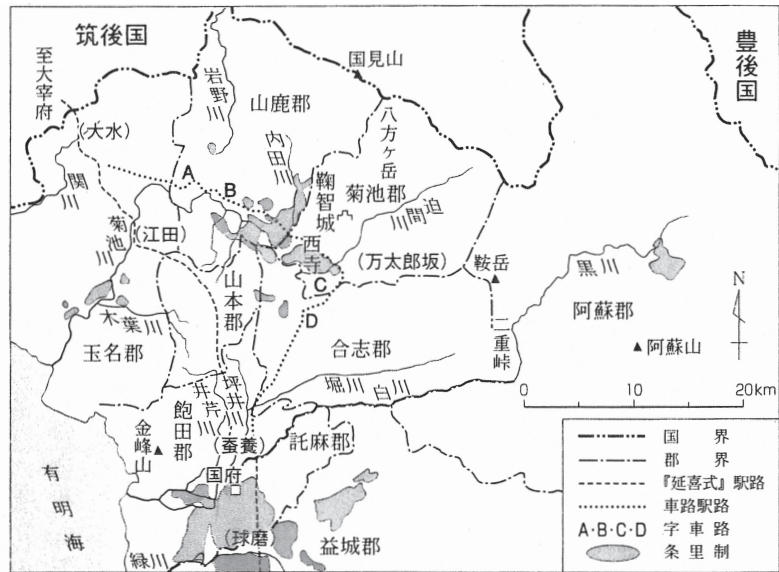 筑後国
豊後国
至大宰府
岩野川
国見山
山鹿郡
八方ヶ岳
(大水)
内田川
A
B
鞠智城
菊池郡
関川
菊池川
(江田)
迫間川
西寺
(万太郎坂)
鞍岳
黒川
N
C
山本郡
D
阿蘇郡
木葉川
合志郡
二重峠
阿蘇山
玉名郡
坪井川
井芹川
堀川
白川
0 10 20km
飽田郡
金峰山
(蚕養)
託麻郡
国府
有明海
(球磨)
益城郡
緑川
国界
郡界
『延喜式』駅路
車路駅路
A・B・C・D 字車路
条里制